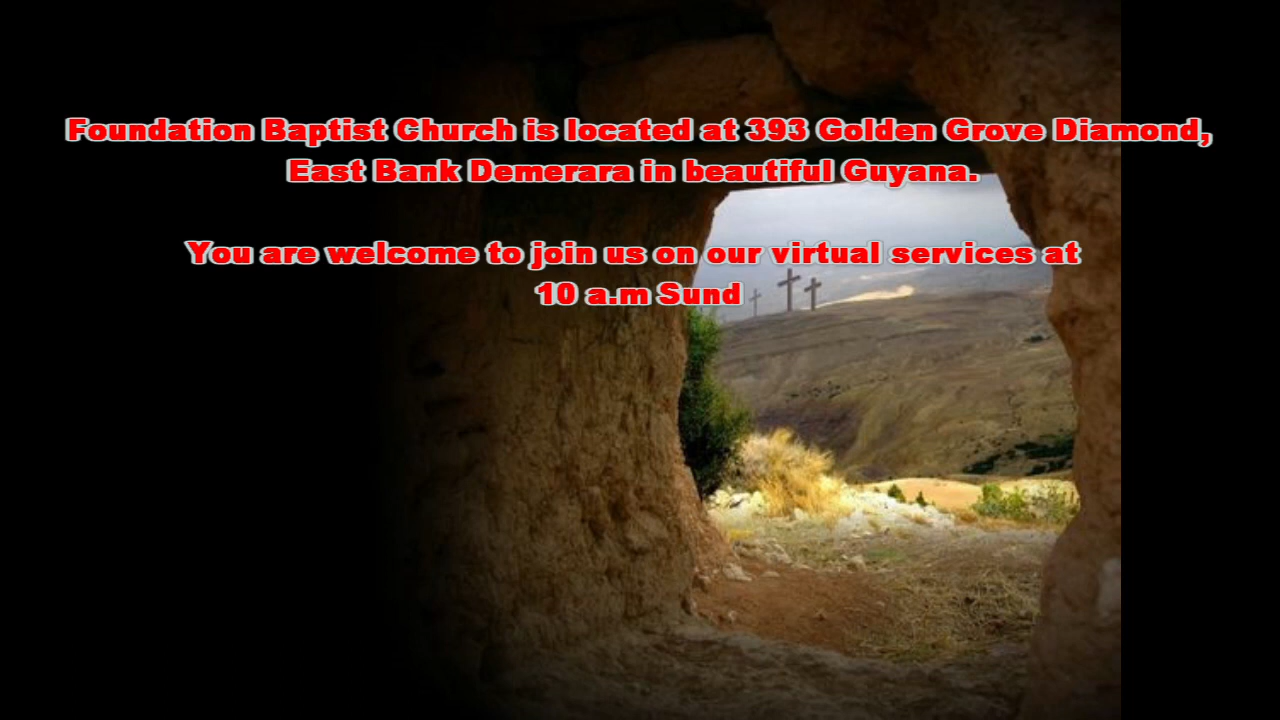 Foundation Baptist Church is located at 393 Golden Grove Diamond,
East Bank Demerara in beautiful Guyana.
You are welcome to join us on our virtual services at
10 a.m Sund